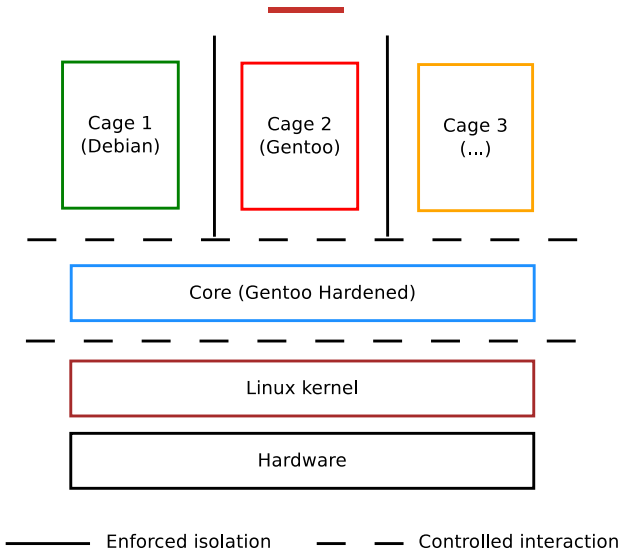 Cage 1
(Debian)
Cage 2
(Gentoo)
Cage 3
(...)
Core (Gentoo Hardened)
Linux kernel
Hardware
Enforced isolation
Controlled interaction